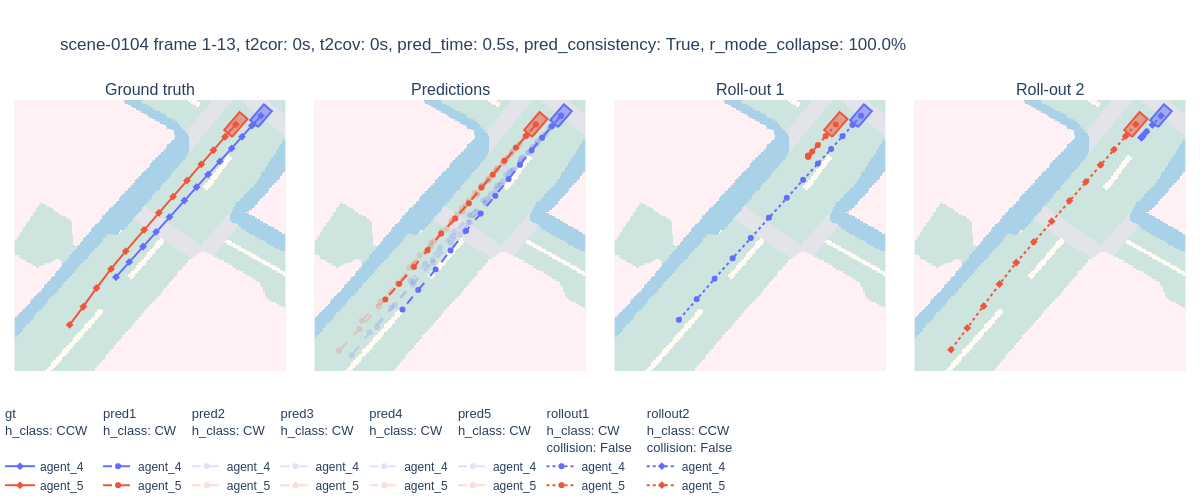 scene-0104 frame 1-13, t2cor: 0s, t2cov: 0s, pred_time: 0.5s, pred_consistency: True, r_mode_collapse: 100.0%
Ground truth Predictions Roll-out 1 Roll-out 2
gt pred1 pred2 pred3 pred4 pred5 rollout1 rollout2
h_class: CCW h_class: CW h_class: CW h_class: CW h_class: CW h_class: CW h_class: CW h_class: CCW
collision: False collision: False
agent_4 agent_4 agent_4 agent_4 agent_4 agent_4 agent_4 agent_4
agent_5 agent_5 agent_5 agent_5 agent_5 agent_5 agent_5 agent_5